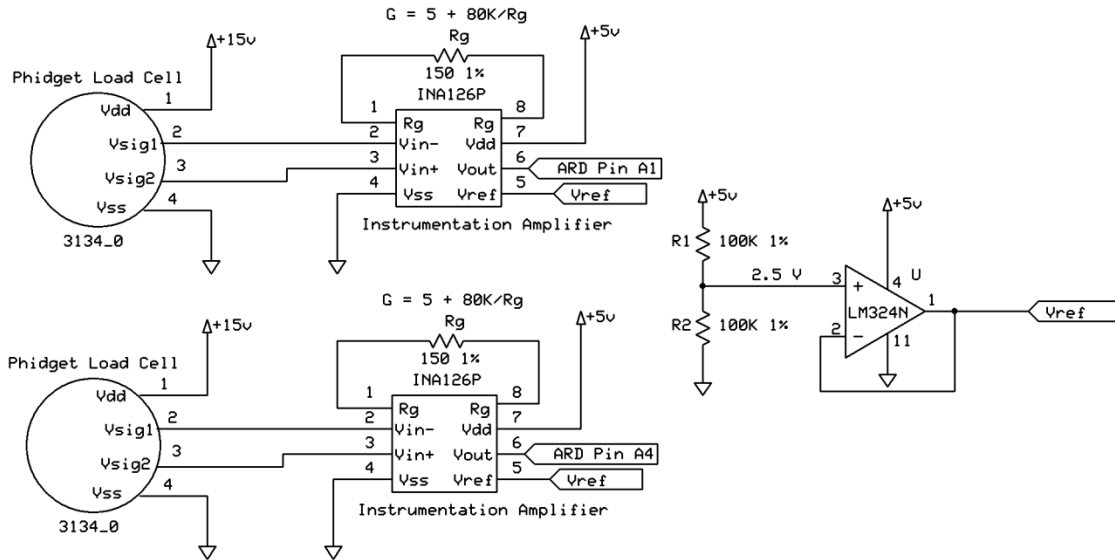 G = 5 + 80K/Rg
Rg
+15v
+5v
Phidget Load Cell
150 1%
INA126P
1
Vdd
1
8
Rg
Rg
2
2
7
Vsig1
Vin-
Vdd
3
3
6
Vsig2
Vin+
Vout
ARD Pin A1
4
4
5
Vss
Vss
Vref
Vref
3134_0
Instrumentation Amplifier
+5v
+5v
R1
100K 1%
2.5 V
3
+
4
U
LM324N
1
Vref
2
-
11
R2
100K 1%
G = 5 + 80K/Rg
Rg
+15v
+5v
Phidget Load Cell
150 1%
INA126P
1
Vdd
1
8
Rg
Rg
2
2
7
Vsig1
Vin-
Vdd
3
3
6
Vsig2
Vin+
Vout
ARD Pin A4
4
4
5
Vss
Vss
Vref
Vref
3134_0
Instrumentation Amplifier